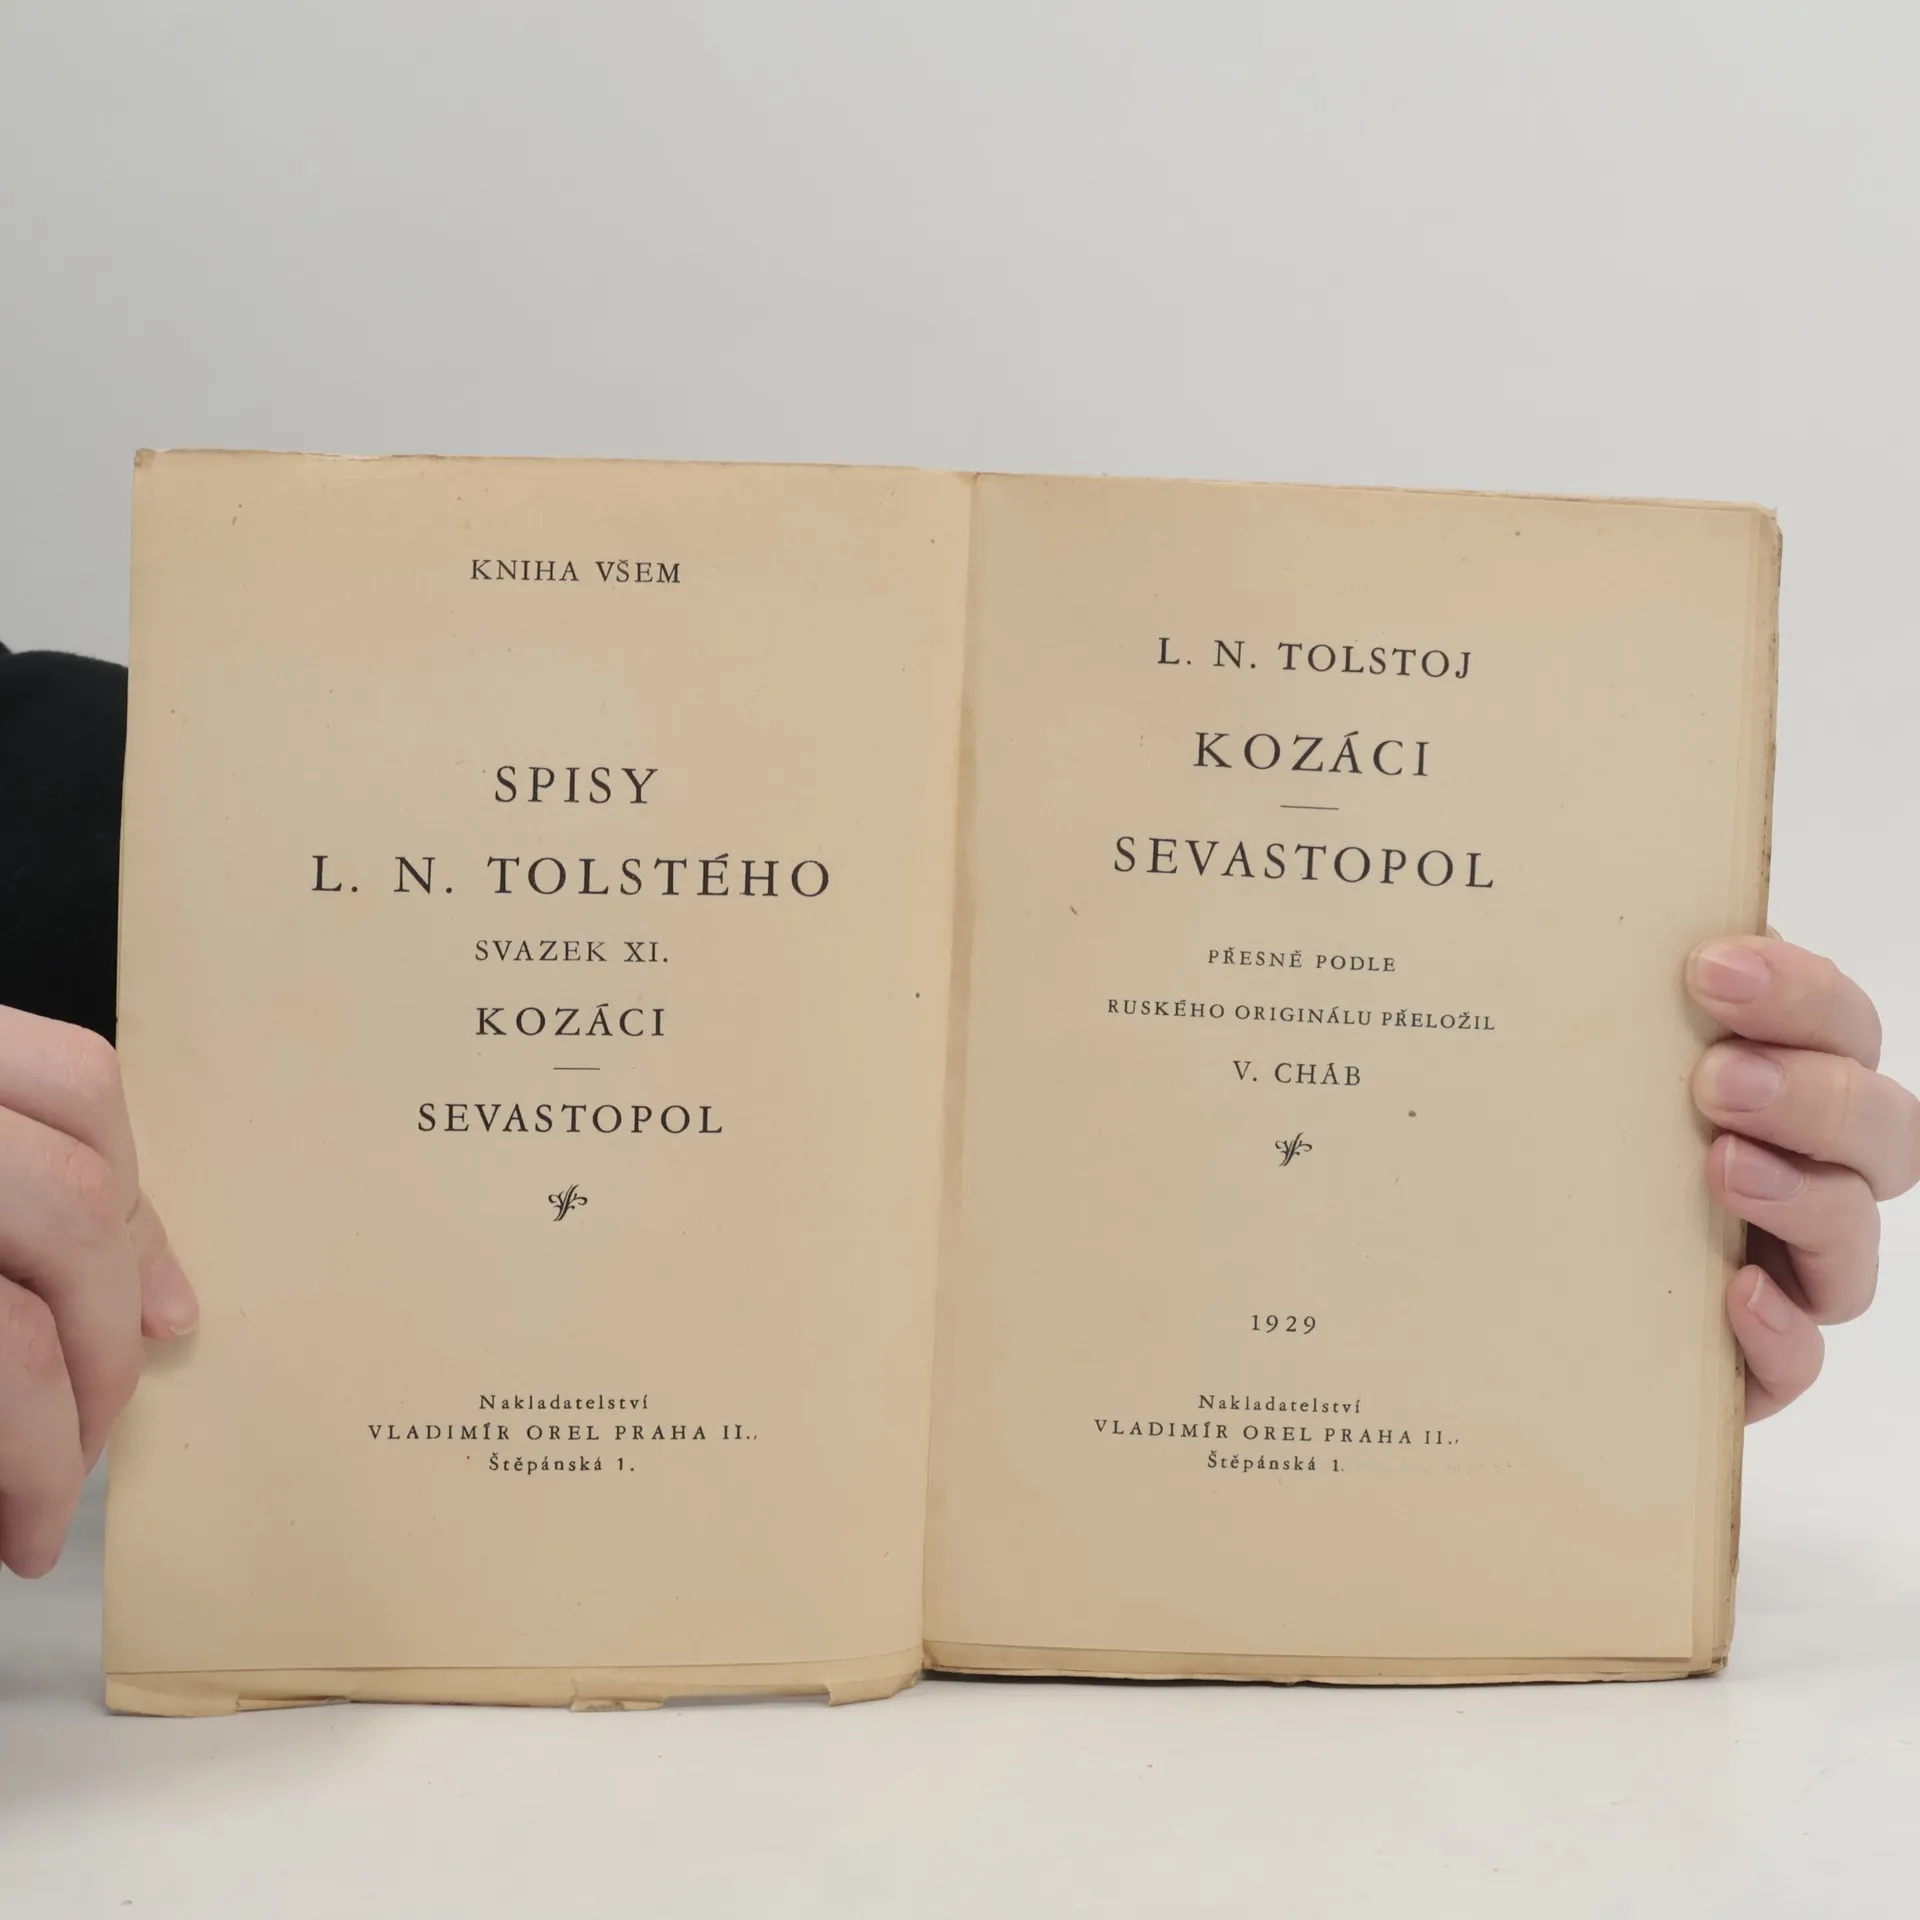 KNIHA VŠEM
SPISY
L. N. TOLSTÉHO
SVAZEK XI.
KOZÁCI
SEVASTOPOL
Nakladatelství
VLADIMÍR OREL PRAHA II.,
Štěpánská 1.
L. N. TOLSTOJ
KOZÁCI
SEVASTOPOL
PŘESNĚ PODLE
RUSKÉHO ORIGINÁLU PŘELOŽIL
V. CHÁB
1929
Nakladatelství
VLADIMÍR OREL PRAHA II.,
Štěpánská 1.